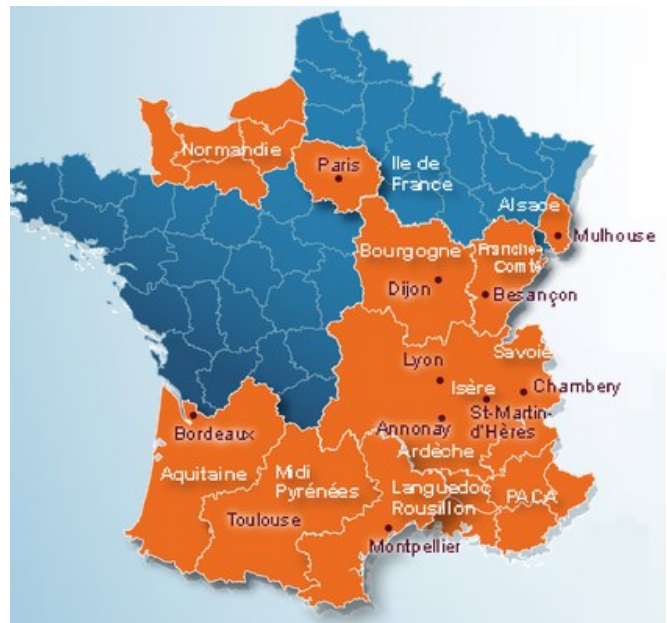 Normandie
Paris
Ile de
France
Alsace
Mulhouse
Bourgogne
Franche-
Comté
Dijon
Besançon
Savoie
Lyon
Isère
Chambery
Annonay
St-Martin-
d'Hères
Bordeaux
Ardèche
Aquitaine
Midi
Pyrénées
Languedoc
Rousillon
PACA
Toulouse
Montpellier